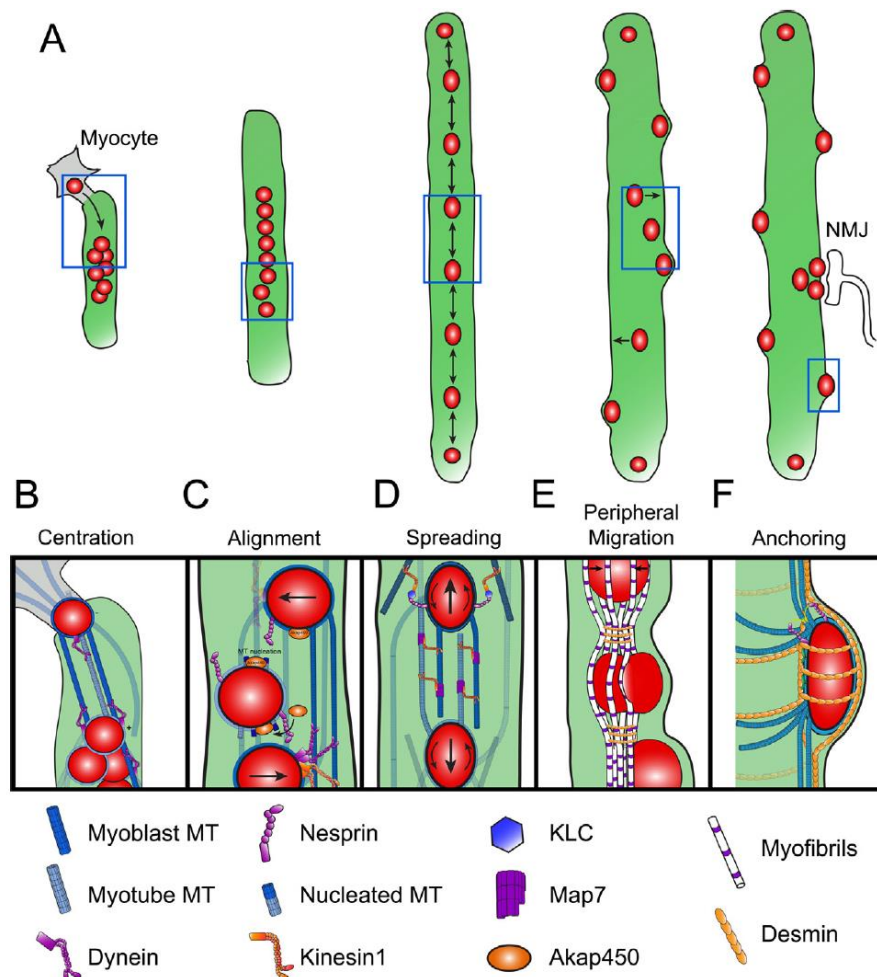 A
Myocyte
NMJ
B
C
D
E
F
Centration
Alignment
Spreading
Peripheral
Migration
Anchoring
MT nucleation
+
Myoblast MT
Nesprin
KLC
Myofibrils
Myotube MT
Nucleated MT
Map7
Desmin
Dynein
Kinesin1
Akap450